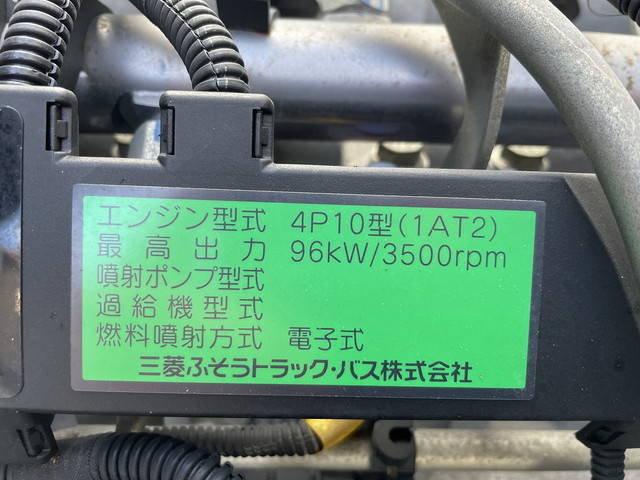 エンジン型式 4P10型(1AT2)
最高出力 96kW/3500rpm
噴射ポンプ型式
過給機型式
燃料噴射方式 電子式
三菱ふそうトラック・バス株式会社